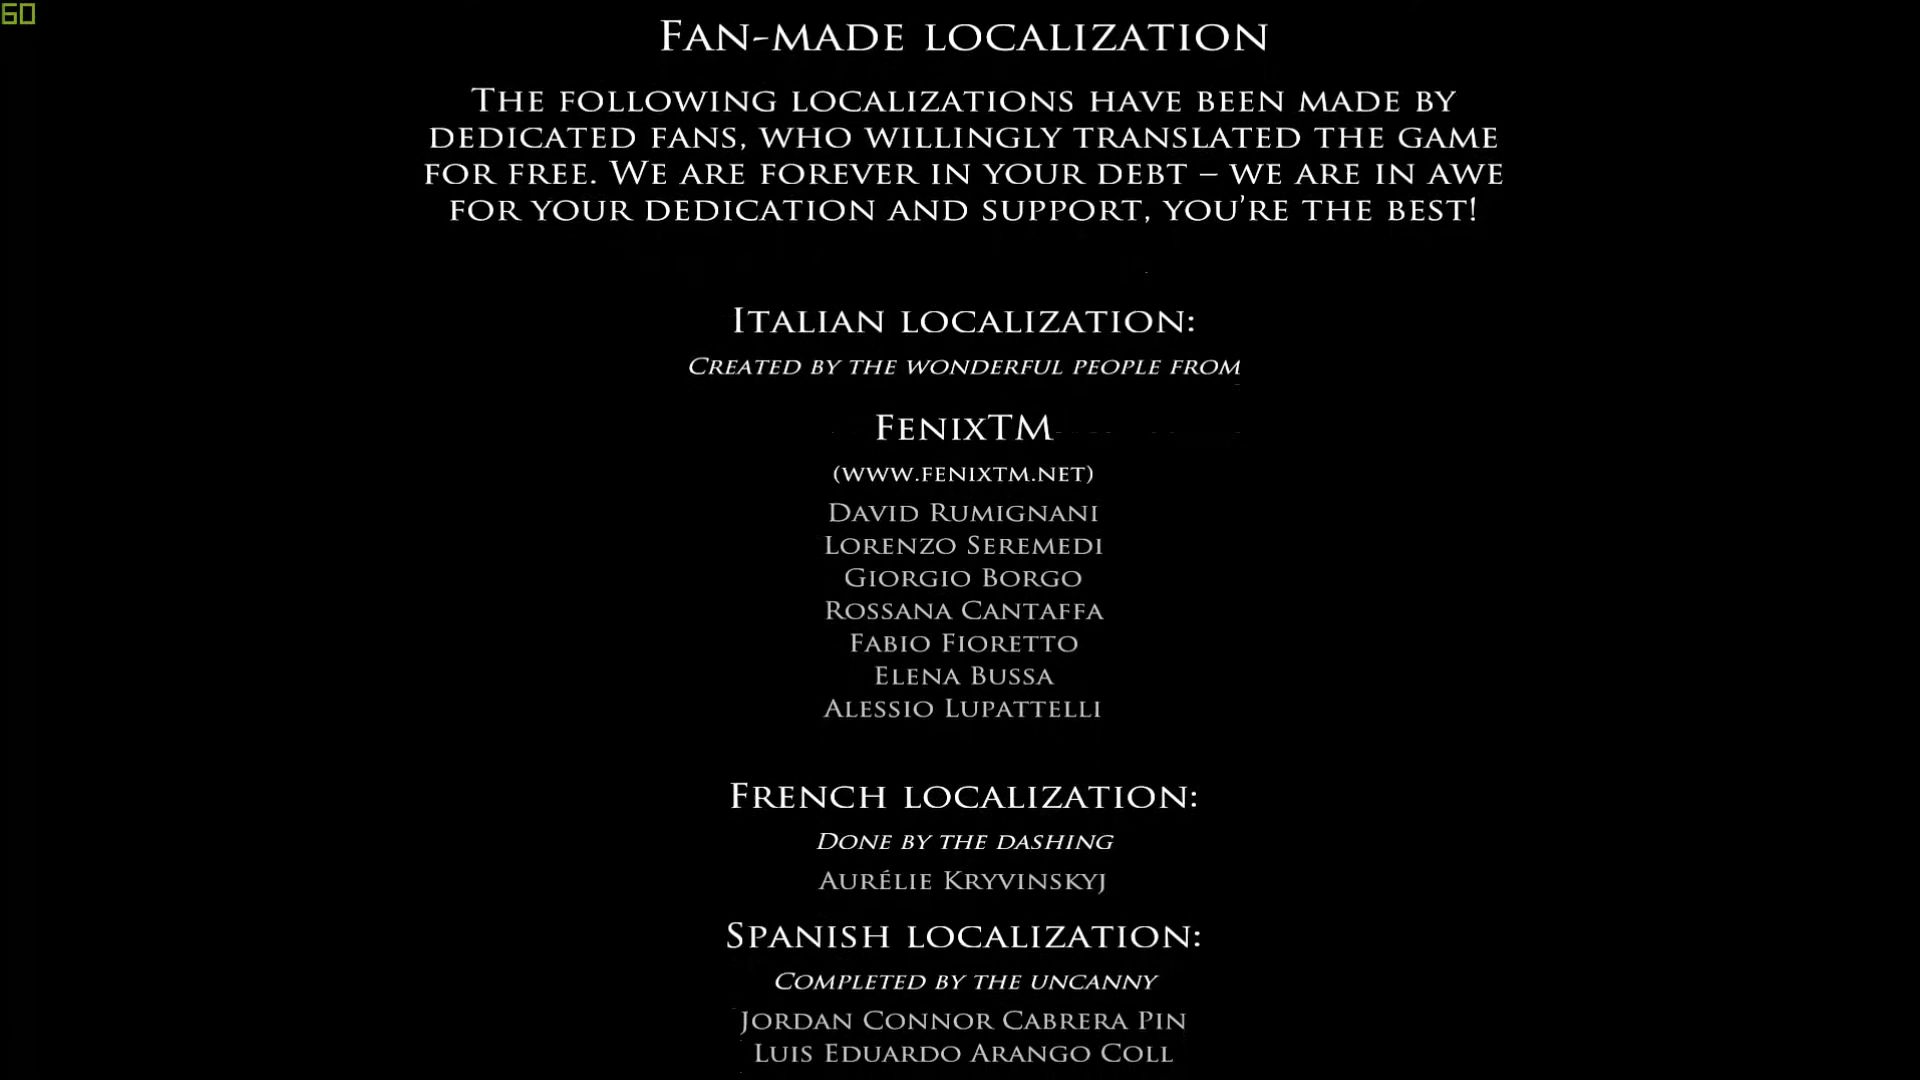 60
Fan-made localization
The following localizations have been made by
dedicated fans, who willingly translated the game
for free. We are forever in your debt – we are in awe
for your dedication and support, you're the best!
Italian localization:
Created by the wonderful people from
FenixTM
(www.fenixtm.net)
David Rumignani
Lorenzo Seremedi
Giorgio Borgo
Rossana Cantaffa
Fabio Fioretto
Elena Bussa
Alessio Lupattelli
French localization:
Done by the dashing
Aurélie Kryvinskyj
Spanish localization:
Completed by the uncanny
Jordan Connor Cabrera Pin
Luis Eduardo Arango Coll